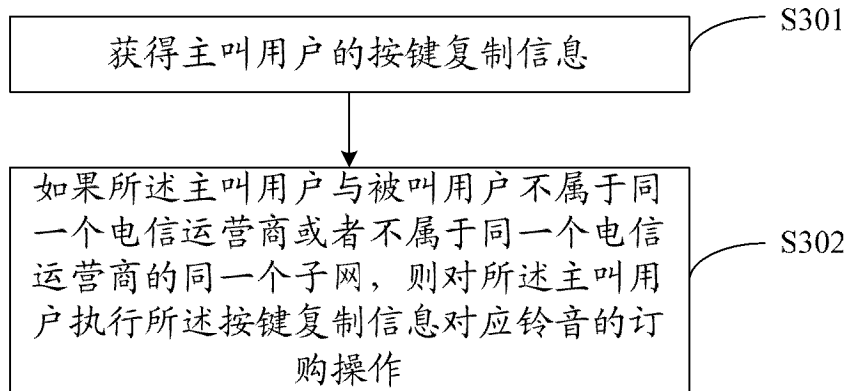 S301
获得主叫用户的按键复制信息
如果所述主叫用户与被叫用户不属于同
一个电信运营商或者不属于同一个电信
运营商的同一个子网，则对所述主叫用
户执行所述按键复制信息对应铃音的订
购操作
S302